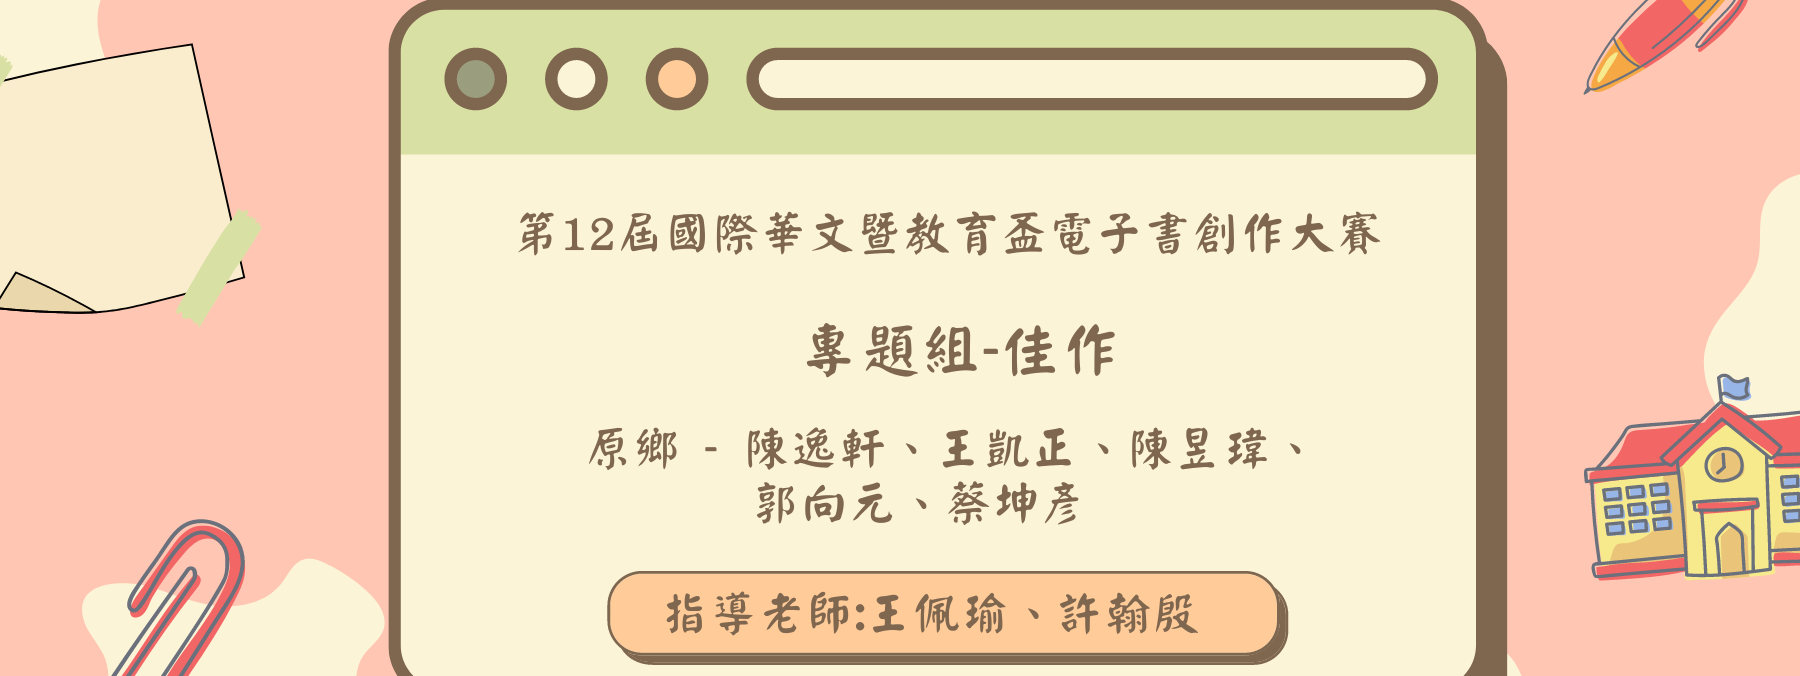 第12屆國際華文暨教育盃電子書創作大賽
專題組-佳作
原鄉 - 陳逸軒、王凱正、陳昱瑋、
郭向元、蔡坤彥
指導老師:王佩瑜、許翰殷